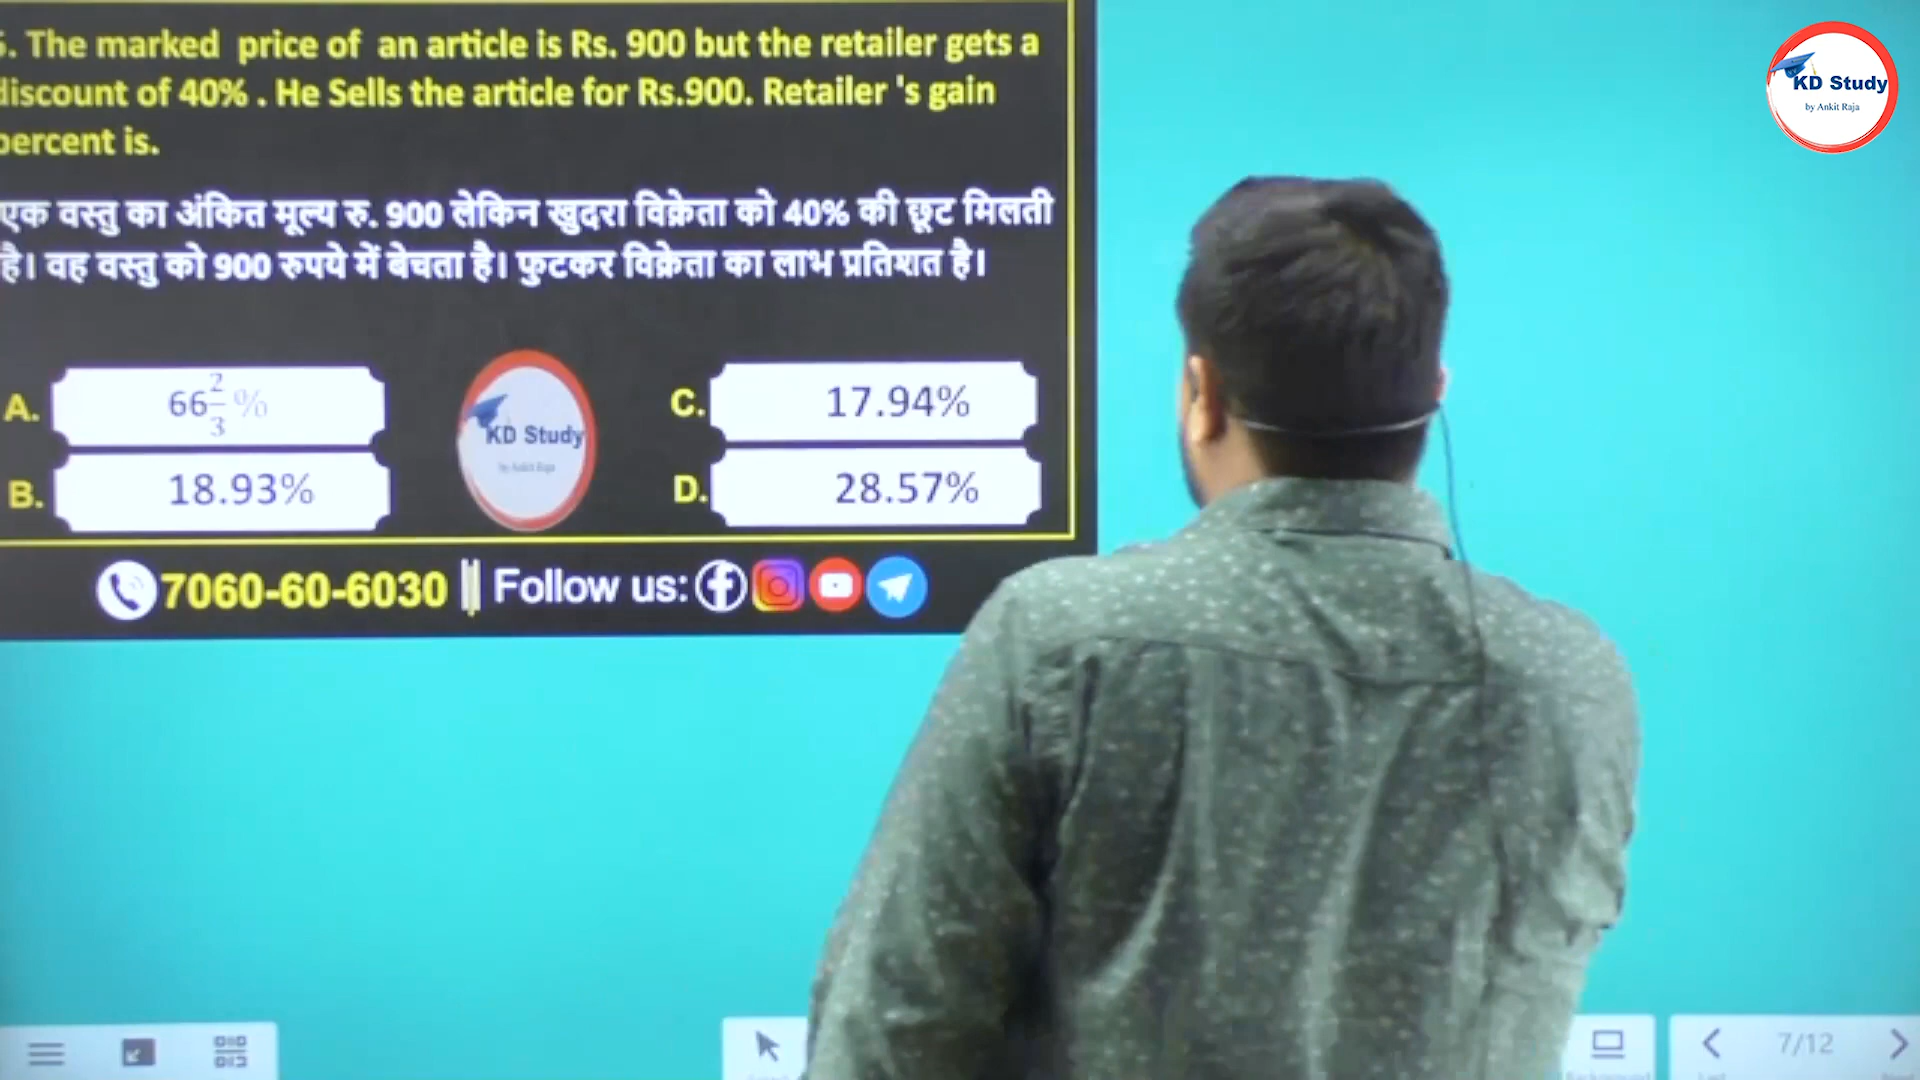 . The marked price of an article is Rs. 900 but the retailer gets a
discount of 40% . He Sells the article for Rs.900. Retailer 's gain
percent is.
एक वस्तु का अंकित मूल्य रु. 900 लेकिन खुदरा विक्रेता को 40% की छूट मिलती
है। वह वस्तु को 900 रुपये में बेचता है। फुटकर विक्रेता का लाभ प्रतिशत है।
A. 66 2/3 %
C. 17.94%
B. 18.93%
D. 28.57%
KD Study
by Ankit Raja
7060-60-6030 || Follow us:
KD Study
by Ankit Raja
7/12